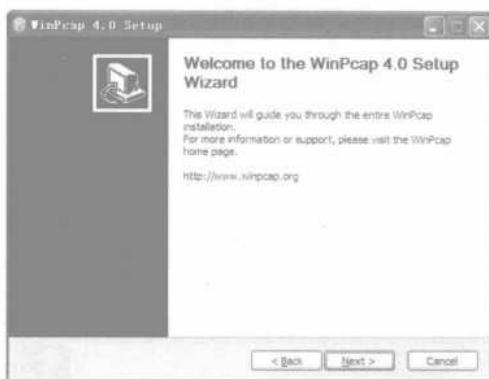 WinPcap 4.0 Setup
Welcome to the WinPcap 4.0 Setup
Wizard
This Wizard will guide you through the entire WinPcap
installation.
For more information or support, please visit the WinPcap
home page.
http://www.winpcap.org
< Back
Next >
Cancel